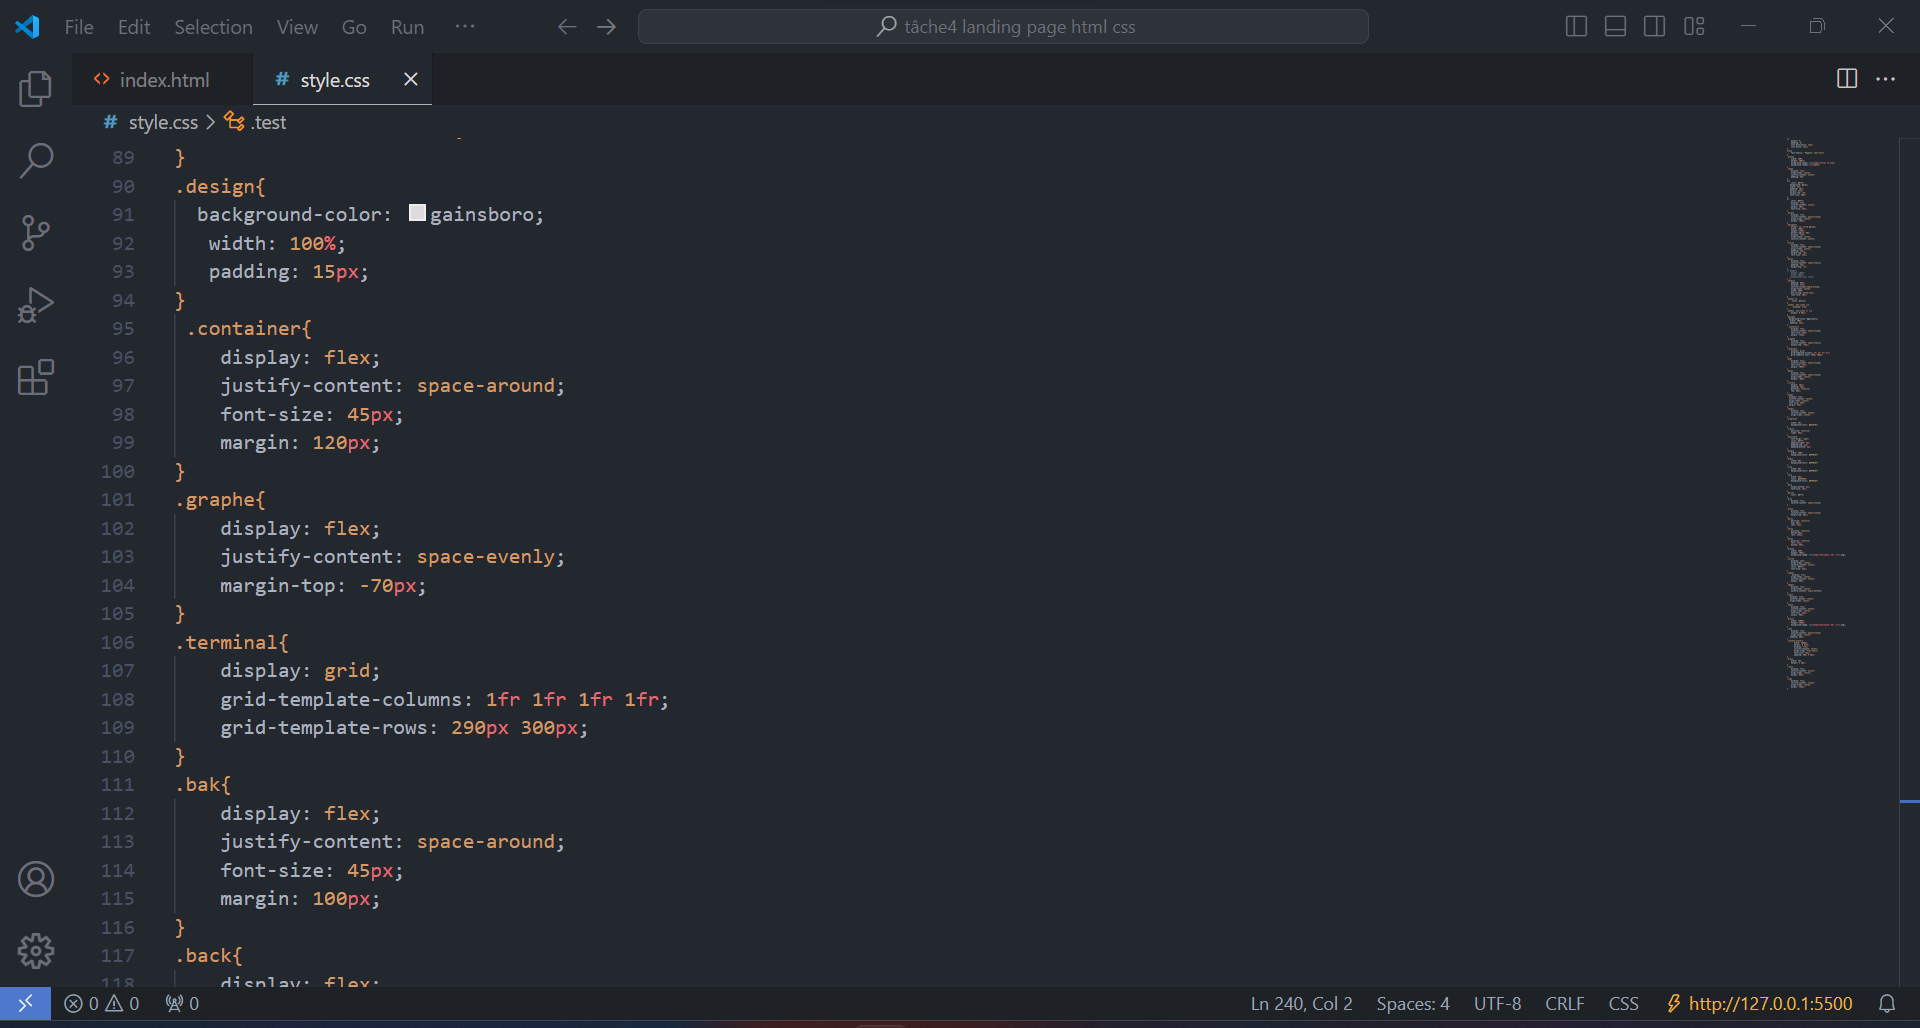 File Edit Selection View Go Run ··· tâche4 landing page html css
index.html # style.css
# style.css > .test
89 }
90 .design{
91 background-color: gainsboro;
92 width: 100%;
93 padding: 15px;
94 }
95 .container{
96 display: flex;
97 justify-content: space-around;
98 font-size: 45px;
99 margin: 120px;
100 }
101 .graphe{
102 display: flex;
103 justify-content: space-evenly;
104 margin-top: -70px;
105 }
106 .terminal{
107 display: grid;
108 grid-template-columns: 1fr 1fr 1fr 1fr;
109 grid-template-rows: 290px 300px;
110 }
111 .bak{
112 display: flex;
113 justify-content: space-around;
114 font-size: 45px;
115 margin: 100px;
116 }
117 .back{
118 display: flex;
0 0 0 Ln 240, Col 2 Spaces: 4 UTF-8 CRLF CSS http://127.0.0.1:5500